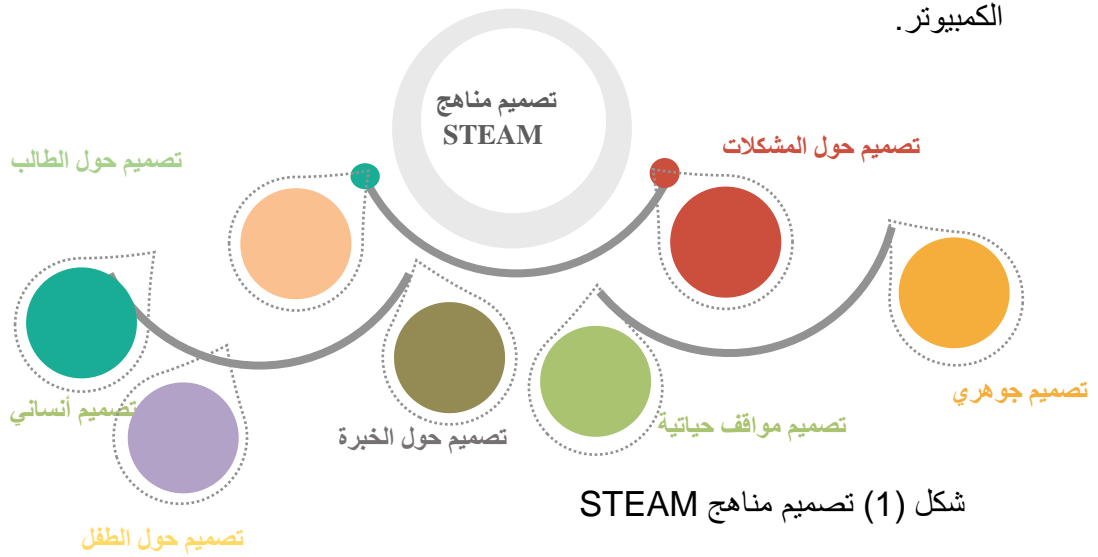 الكمبيوتر.
تصميم مناهج
STEAM
تصميم حول المشكلات
تصميم حول الطالب
تصميم جوهري
تصميم مواقف حياتية
تصميم حول الخبرة
تصميم أنساني
تصميم حول الطفل
شكل (1) تصميم مناهج STEAM